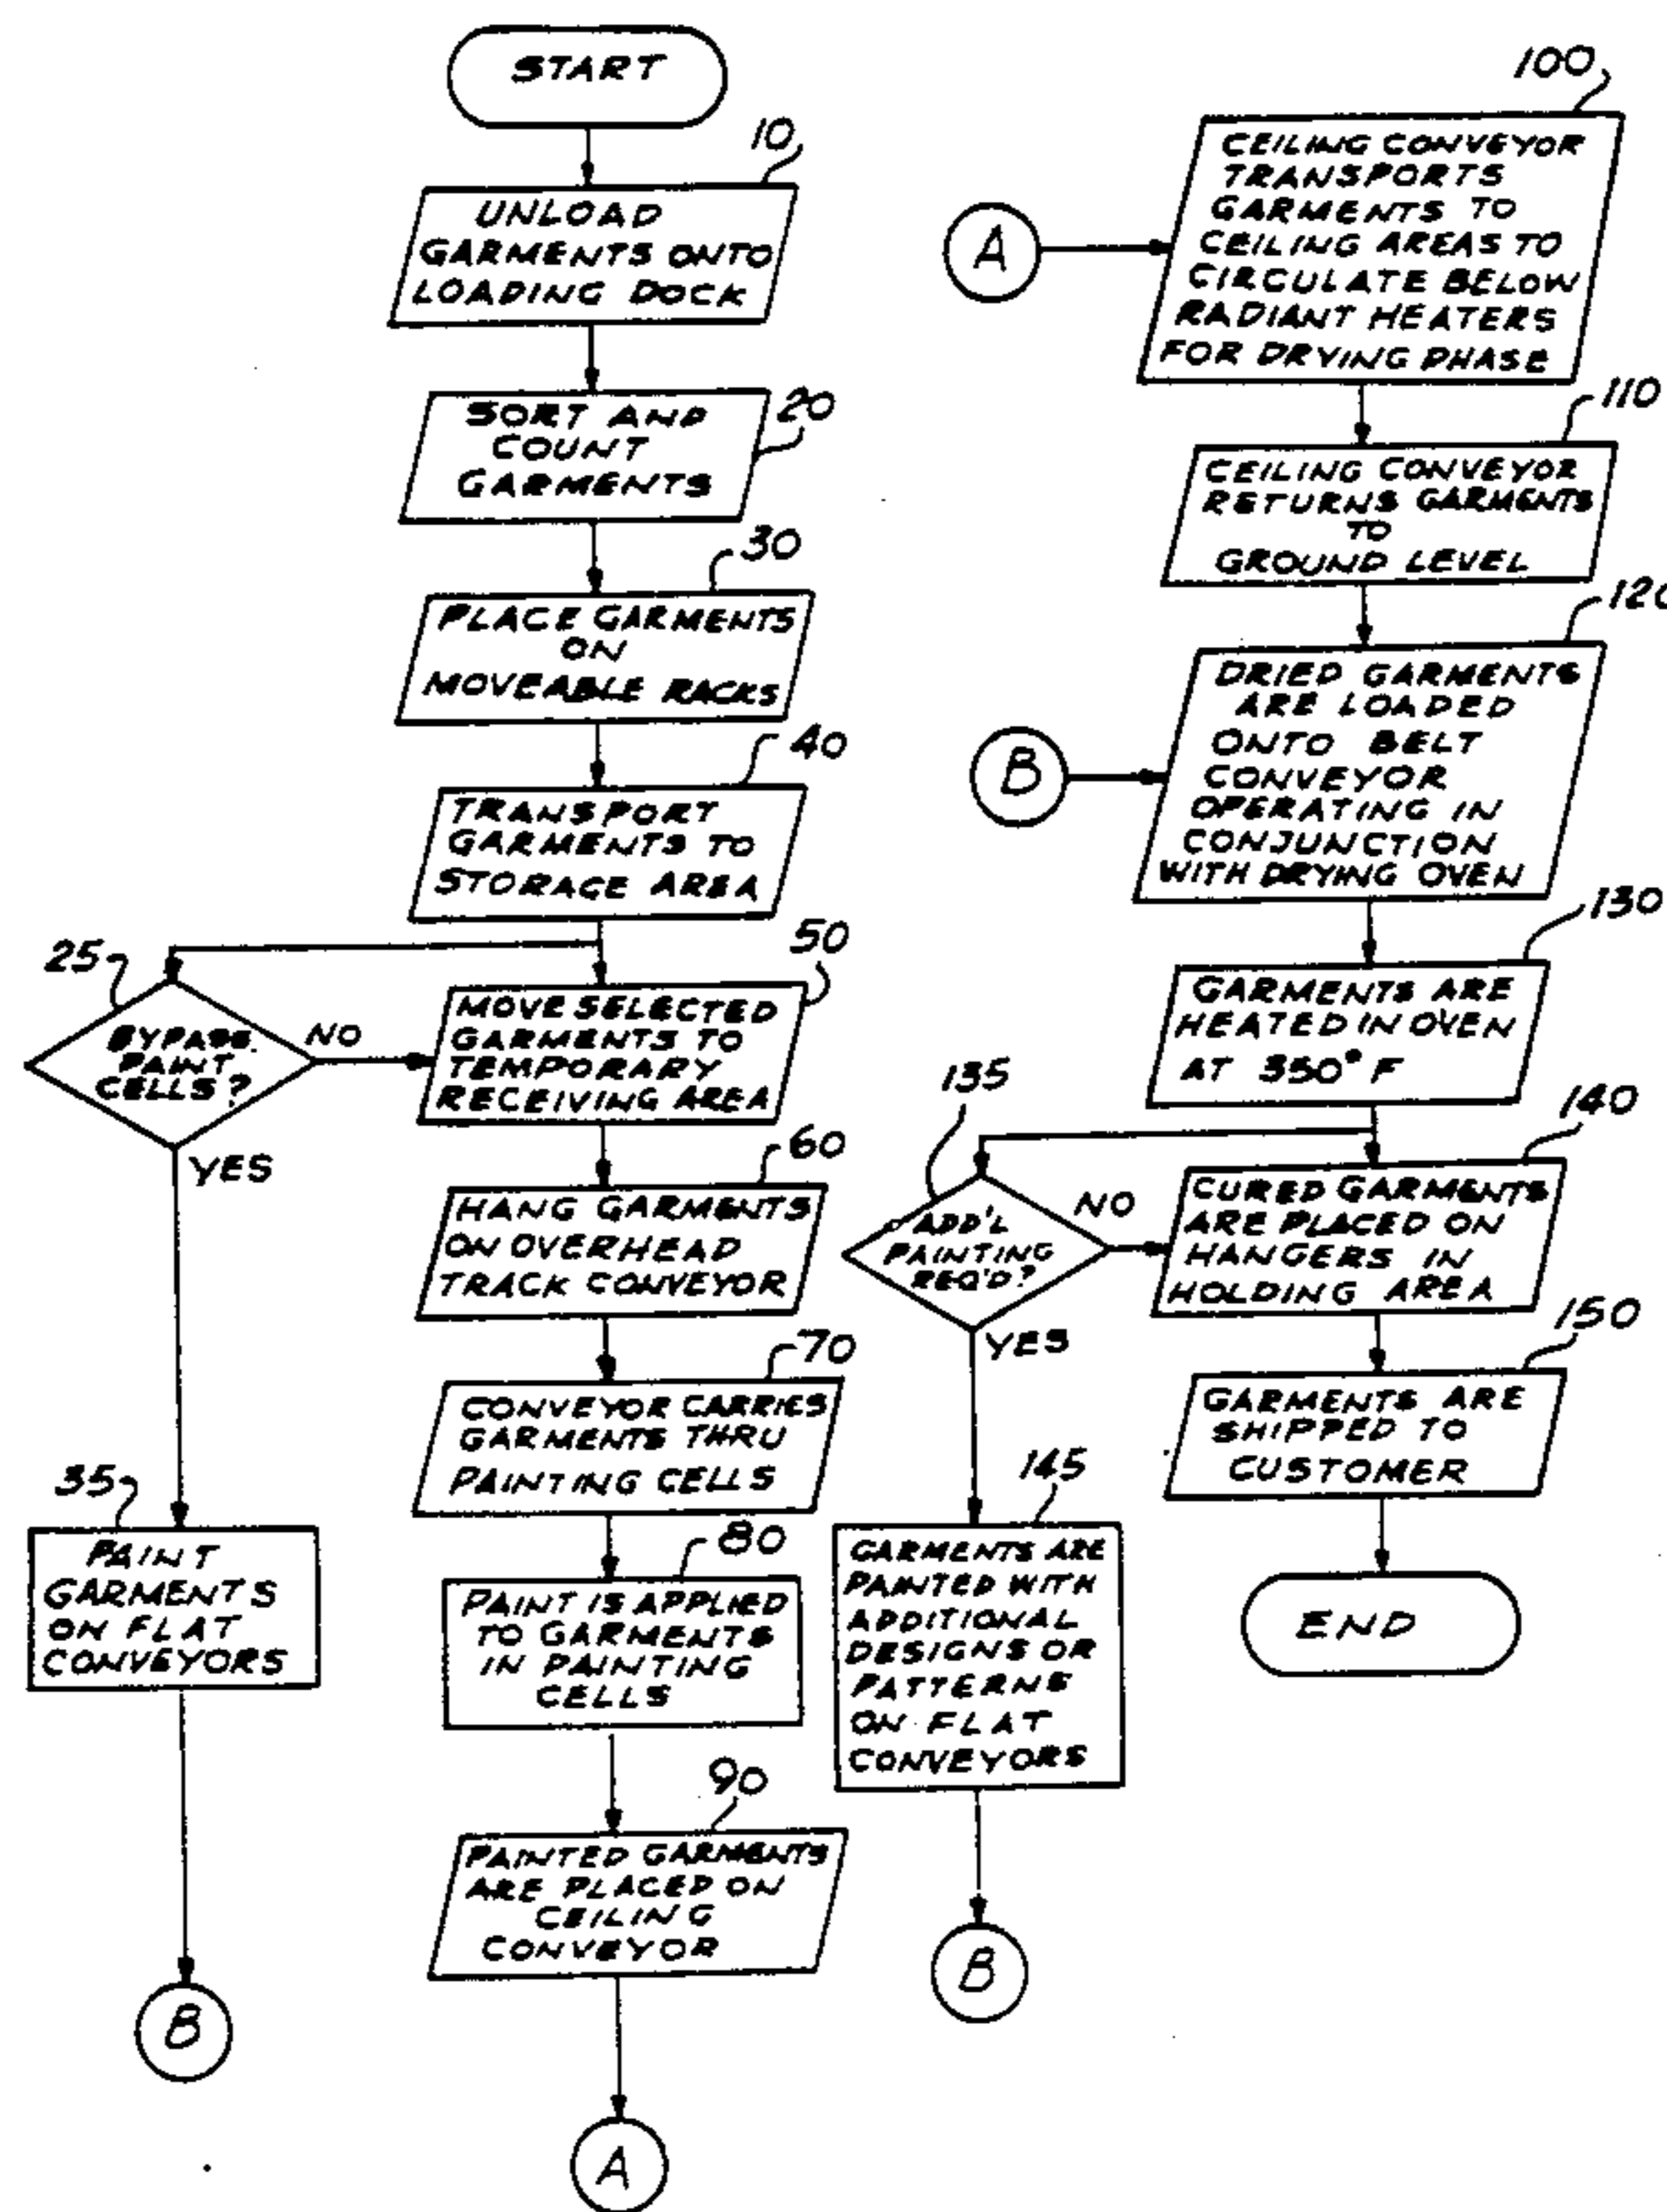 START
10
UNLOAD
GARMENTS ONTO
LOADING DOCK
20
SORT AND
COUNT
GARMENTS
30
PLACE GARMENTS
ON
MOVEABLE RACKS
40
TRANSPORT
GARMENTS TO
STORAGE AREA
25
BYPASS
PAINT
CELLS?
NO
YES
50
MOVE SELECTED
GARMENTS TO
TEMPORARY
RECEIVING AREA
60
HANG GARMENTS
ON OVERHEAD
TRACK CONVEYOR
70
CONVEYOR CARRIES
GARMENTS THRU
PAINTING CELLS
35
PAINT
GARMENTS
ON FLAT
CONVEYORS
B
80
PAINT IS APPLIED
TO GARMENTS
IN PAINTING
CELLS
90
PAINTED GARMENTS
ARE PLACED ON
CEILING
CONVEYOR
A
100
A
CEILING CONVEYOR
TRANSPORTS
GARMENTS TO
CEILING AREAS TO
CIRCULATE BELOW
RADIANT HEATERS
FOR DRYING PHASE
110
CEILING CONVEYOR
RETURNS GARMENTS
TO
GROUND LEVEL
120
B
DRIED GARMENTS
ARE LOADED
ONTO BELT
CONVEYOR
OPERATING IN
CONJUNCTION
WITH DRYING OVEN
130
GARMENTS ARE
HEATED IN OVEN
AT 350° F
135
ADD'L
PAINTING
REQ'D?
NO
YES
140
CURED GARMENTS
ARE PLACED ON
HANGERS IN
HOLDING AREA
150
GARMENTS ARE
SHIPPED TO
CUSTOMER
145
GARMENTS ARE
PAINTED WITH
ADDITIONAL
DESIGNS OR
PATTERNS
ON FLAT
CONVEYORS
B
END